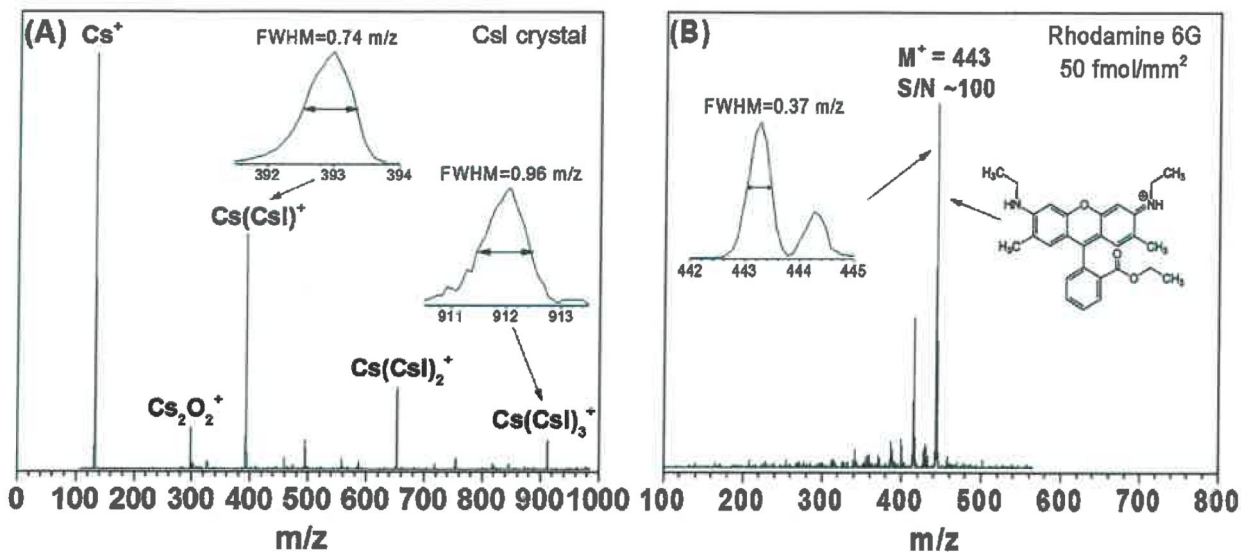 (A)
Cs⁺
FWHM=0.74 m/z
CsI crystal
392 393 394
FWHM=0.96 m/z
Cs(CsI)⁺
911 912 913
Cs(CsI)₂⁺
Cs₂O₂⁺
Cs(CsI)₃⁺
0 100 200 300 400 500 600 700 800 900 1000
m/z
(B)
Rhodamine 6G
50 fmol/mm²
M⁺ = 443
S/N ~100
FWHM=0.37 m/z
442 443 444 445
H₃C
CH₃
HN
O
⊕
NH
H₃C
CH₃
O
O
CH₃
100 200 300 400 500 600 700 800
m/z